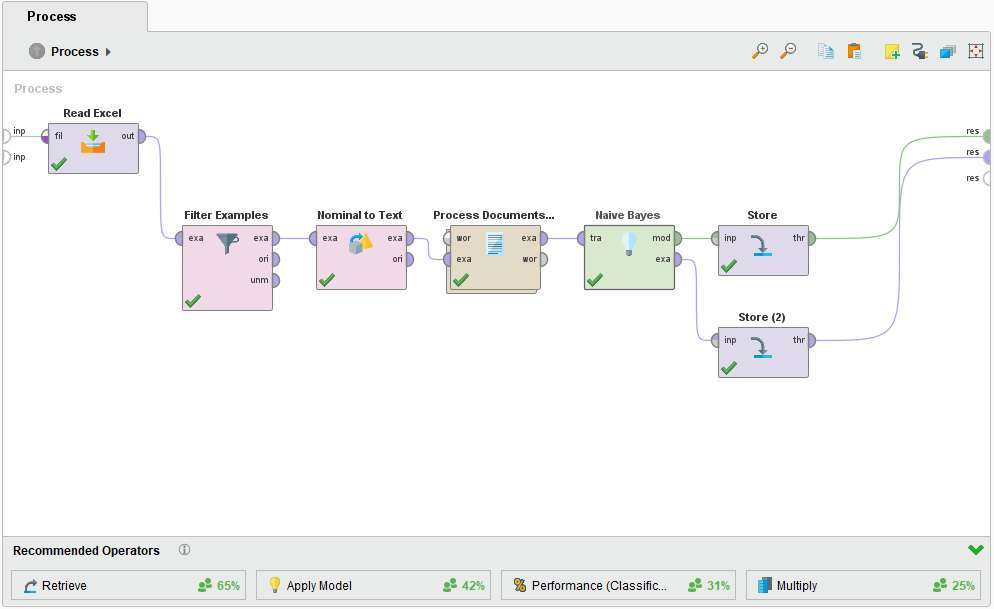 Process
Process
Process
Read Excel
inp
fil
out
res
inp
res
res
Filter Examples
Nominal to Text
Process Documents...
Naive Bayes
Store
exa
exa
exa
exa
wor
exa
tra
mod
inp
thr
ori
ori
exa
wor
exa
unm
Store (2)
inp
thr
Recommended Operators
Retrieve
65%
Apply Model
42%
Performance (Classific...
31%
Multiply
25%